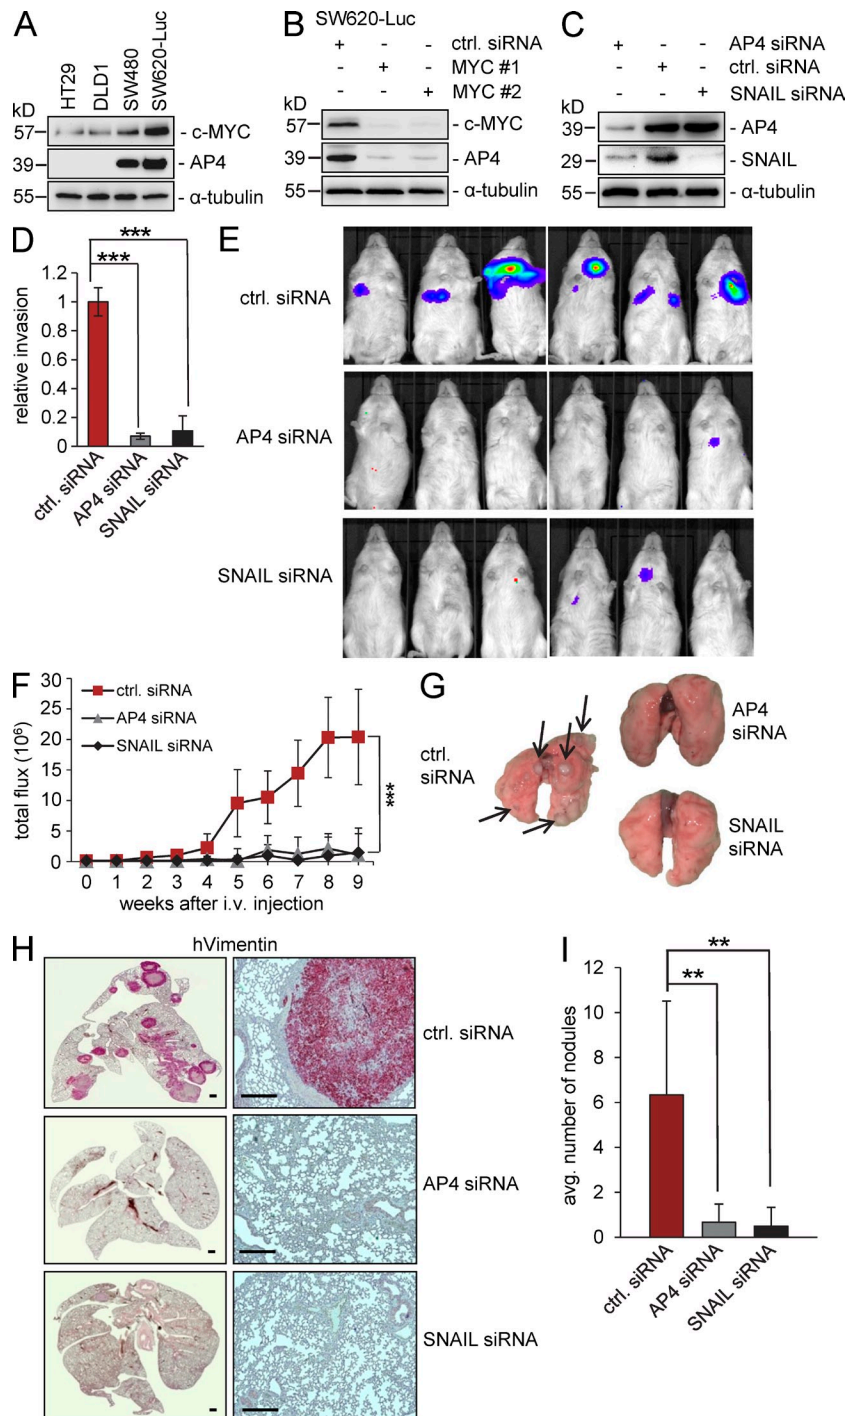 A
HT29
DLD1
SW480
SW620-Luc
kD
57
- c-MYC
39
- AP4
55
- α-tubulin
B
SW620-Luc
+ - - ctrl. siRNA
- + - MYC #1
- - + MYC #2
kD
57
- c-MYC
39
- AP4
55
- α-tubulin
C
+ - - AP4 siRNA
- + - ctrl. siRNA
- - + SNAIL siRNA
kD
39
- AP4
29
- SNAIL
55
- α-tubulin
D
***
***
relative invasion
1.2
1
0.8
0.6
0.4
0.2
0
ctrl. siRNA
AP4 siRNA
SNAIL siRNA
E
ctrl. siRNA
AP4 siRNA
SNAIL siRNA
F
total flux (10⁶)
30
25
20
15
10
5
0
ctrl. siRNA
AP4 siRNA
SNAIL siRNA
***
0 1 2 3 4 5 6 7 8 9
weeks after i.v. injection
G
ctrl.
siRNA
AP4
siRNA
SNAIL
siRNA
H
hVimentin
ctrl. siRNA
AP4 siRNA
SNAIL siRNA
I
**
**
avg. number of nodules
12
10
8
6
4
2
0
ctrl. siRNA
AP4 siRNA
SNAIL siRNA